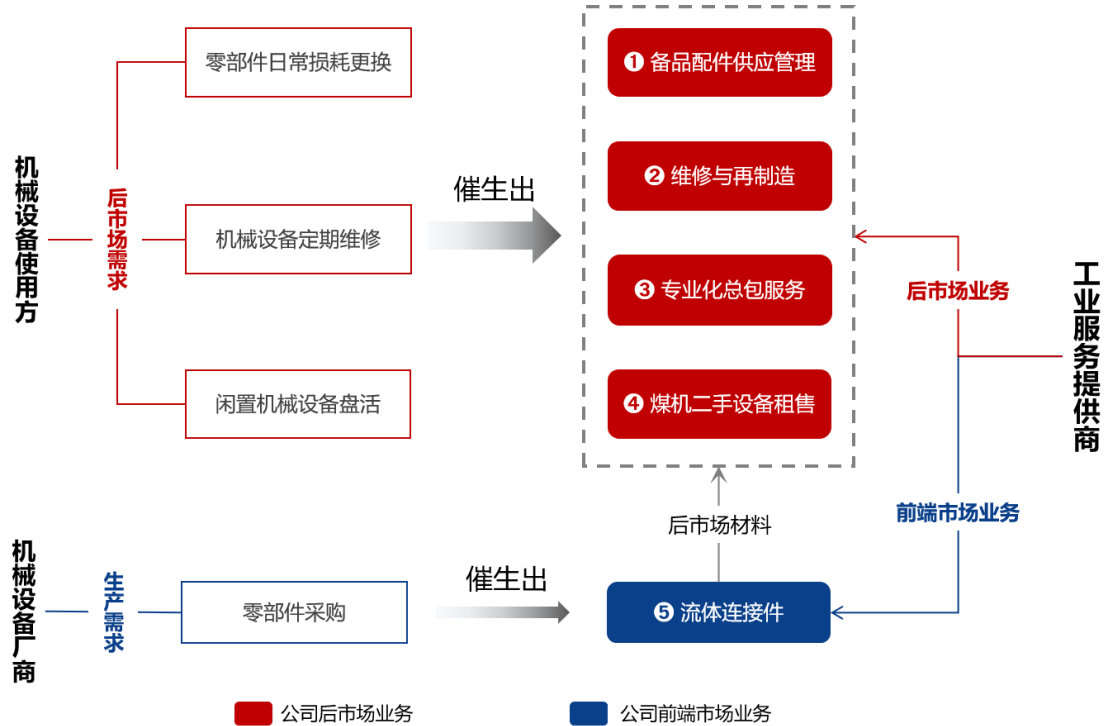 机械设备使用方
后市场需求
零部件日常损耗更换
机械设备定期维修
闲置机械设备盘活
催生出
❶ 备品配件供应管理
❷ 维修与再制造
❸ 专业化总包服务
❹ 煤机二手设备租售
后市场业务
工业服务提供商
前端市场业务
后市场材料
机械设备厂商
生产需求
零部件采购
催生出
❺ 流体连接件
公司后市场业务
公司前端市场业务